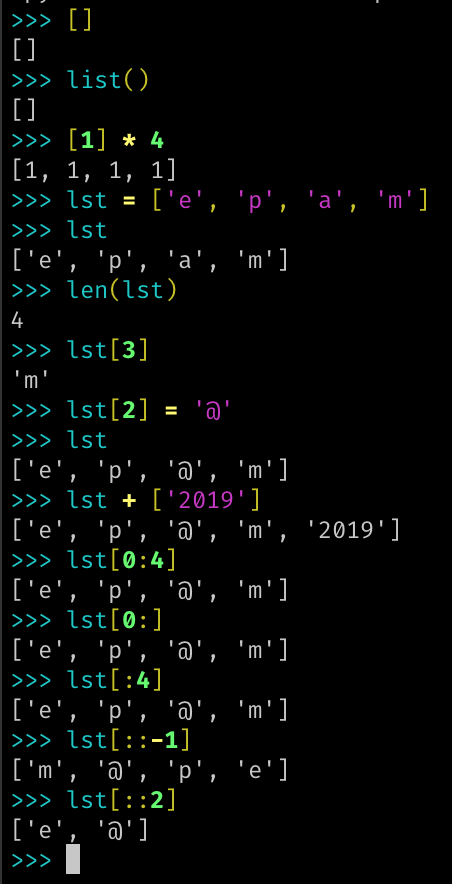 >>> []
[]
>>> list()
[]
>>> [1] * 4
[1, 1, 1, 1]
>>> lst = ['e', 'p', 'a', 'm']
>>> lst
['e', 'p', 'a', 'm']
>>> len(lst)
4
>>> lst[3]
'm'
>>> lst[2] = '@'
>>> lst
['e', 'p', '@', 'm']
>>> lst + ['2019']
['e', 'p', '@', 'm', '2019']
>>> lst[0:4]
['e', 'p', '@', 'm']
>>> lst[0:]
['e', 'p', '@', 'm']
>>> lst[:4]
['e', 'p', '@', 'm']
>>> lst[::-1]
['m', '@', 'p', 'e']
>>> lst[::2]
['e', '@']
>>>